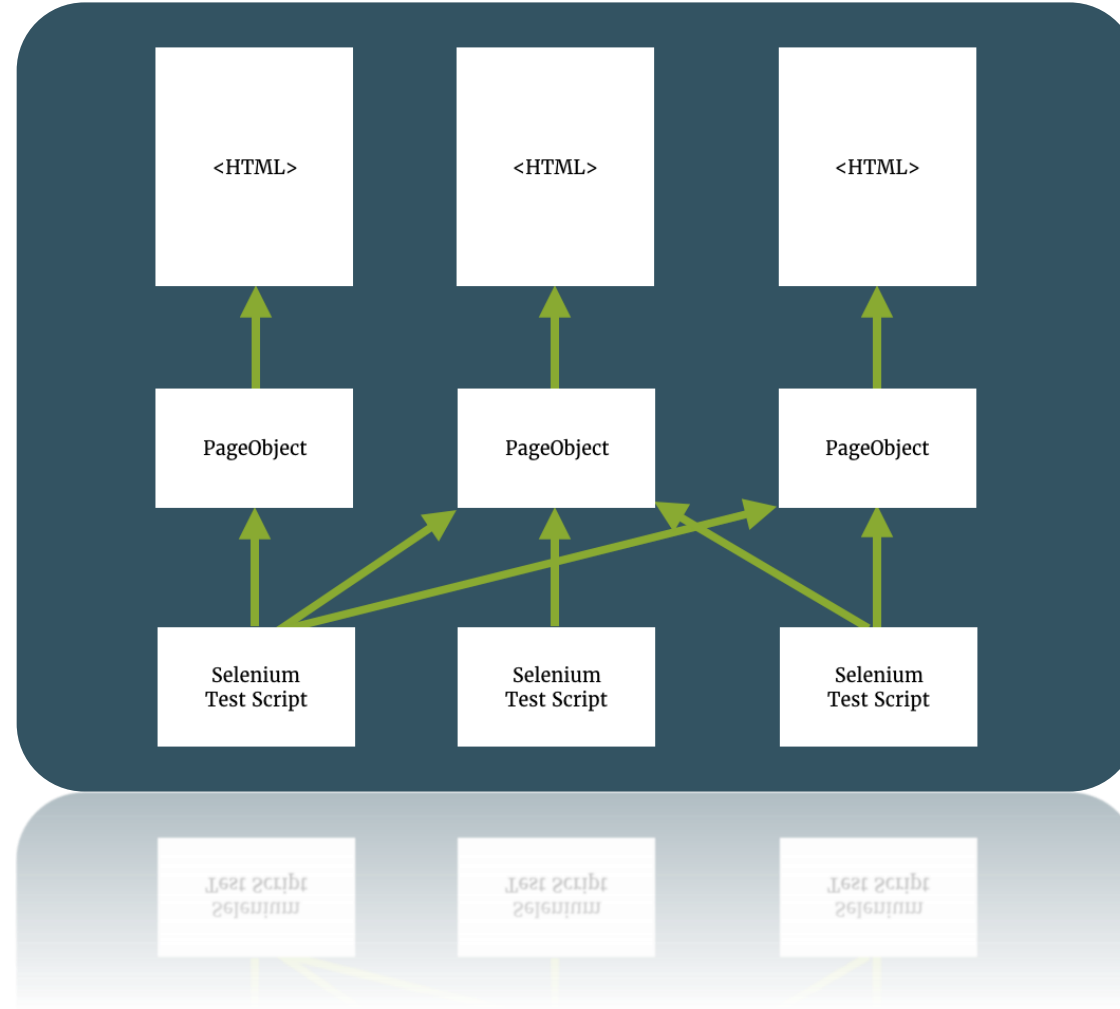 <HTML>
<HTML>
<HTML>
PageObject
PageObject
PageObject
Selenium
Test Script
Selenium
Test Script
Selenium
Test Script